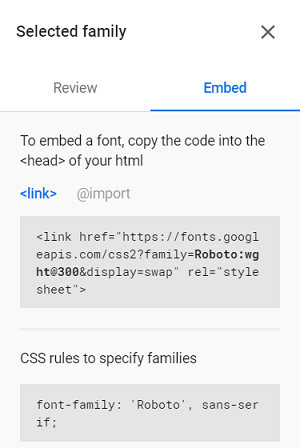 Selected family
Review
Embed
To embed a font, copy the code into the
<head> of your html
<link>
@import
<link href="https://fonts.googl
eapis.com/css2?family=Roboto:wg
ht@300&display=swap" rel="style
sheet">
CSS rules to specify families
font-family: 'Roboto', sans-ser
if;